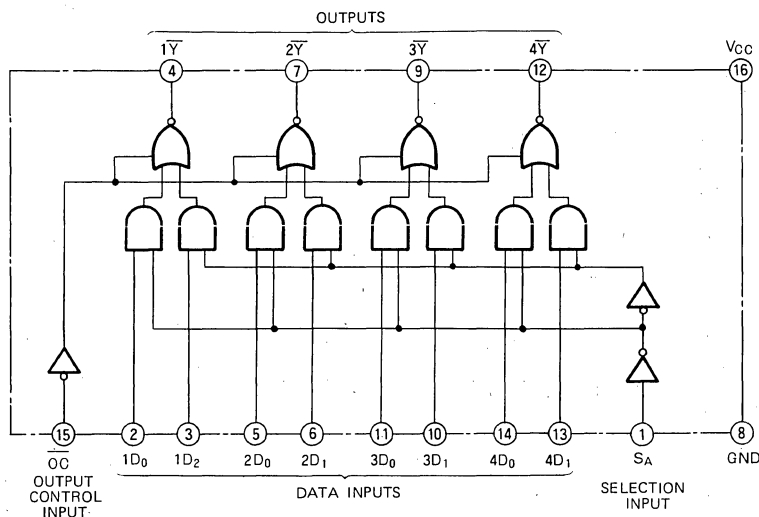 OUTPUTS
1Y̅ 2Y̅ 3Y̅ 4Y̅ VCC
4 7 9 12 16
15 2 3 5 6 11 10 14 13 1 8
O̅C̅ 1D₀ 1D₂ 2D₀ 2D₁ 3D₀ 3D₁ 4D₀ 4D₁ SA GND
OUTPUT
CONTROL
INPUT
DATA INPUTS
SELECTION
INPUT